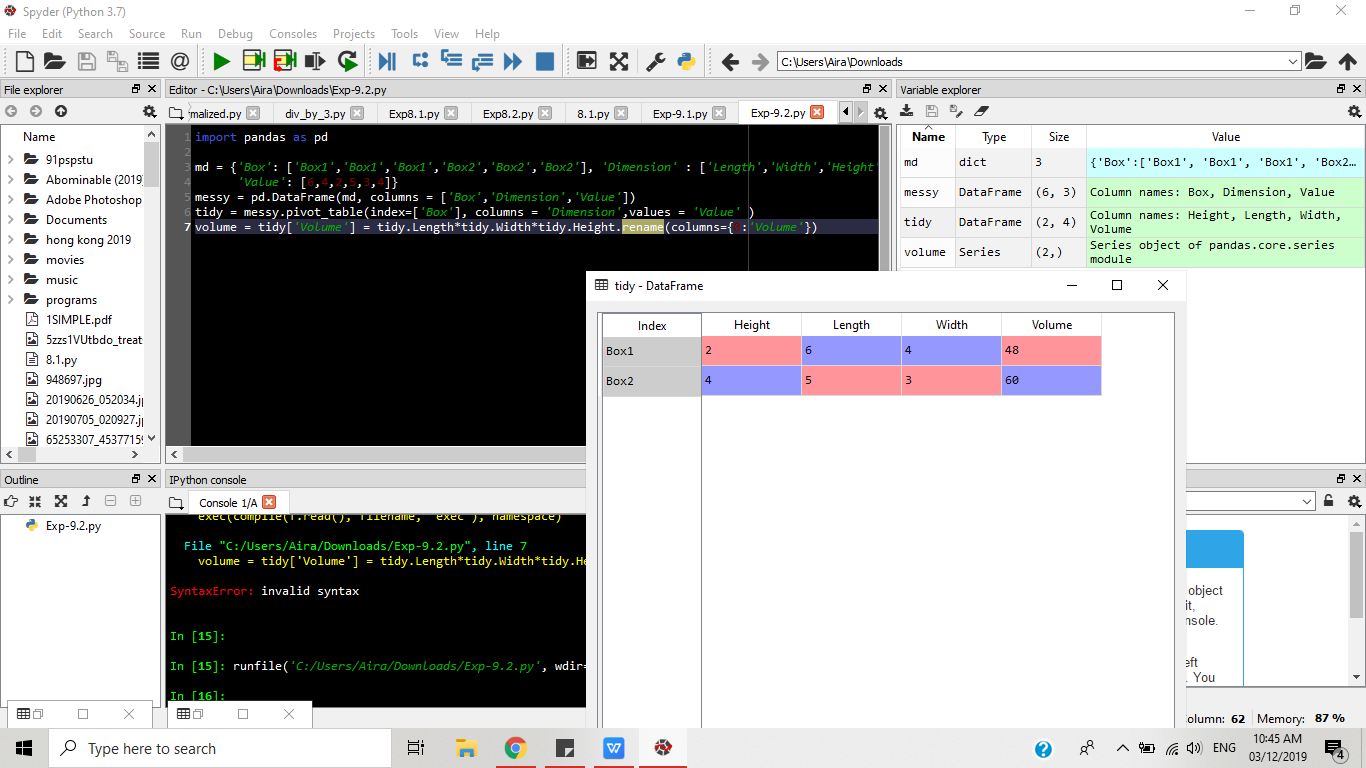 Spyder (Python 3.7)
File Edit Search Source Run Debug Consoles Projects Tools View Help
C:\Users\Aira\Downloads
File explorer
Name
91pspstu
Abominable (2019)
Adobe Photoshop
Documents
hong kong 2019
movies
music
programs
1SIMPLE.pdf
5zzs1VUtbdo_treat
8.1.py
948697.jpg
20190626_052034.j
20190705_020927.j
65253307_4537715
Editor - C:\Users\Aira\Downloads\Exp-9.2.py
malized.py div_by_3.py Exp8.1.py Exp8.2.py 8.1.py Exp-9.1.py Exp-9.2.py
1 import pandas as pd
2
3 md = {'Box': ['Box1','Box1','Box1','Box2','Box2','Box2'], 'Dimension' : ['Length','Width','Height'
4 'Value': [6,4,2,5,3,4]}
5 messy = pd.DataFrame(md, columns = ['Box','Dimension','Value'])
6 tidy = messy.pivot_table(index=['Box'], columns = 'Dimension',values = 'Value' )
7 volume = tidy['Volume'] = tidy.Length*tidy.Width*tidy.Height.rename(columns={0:'Volume'})
Variable explorer
Name Type Size Value
md dict 3 {'Box':['Box1', 'Box1', 'Box1', 'Box2…
messy DataFrame (6, 3) Column names: Box, Dimension, Value
tidy DataFrame (2, 4) Column names: Height, Length, Width,
Volume
volume Series (2,) Series object of pandas.core.series
module
tidy - DataFrame
Index Height Length Width Volume
Box1 2 6 4 48
Box2 4 5 3 60
Outline
Exp-9.2.py
IPython console
Console 1/A
exec(compile(f.read(), filename, 'exec'), namespace)
File "C:/Users/Aira/Downloads/Exp-9.2.py", line 7
volume = tidy['Volume'] = tidy.Length*tidy.Width*tidy.He
SyntaxError: invalid syntax
In [15]:
In [15]: runfile('C:/Users/Aira/Downloads/Exp-9.2.py', wdir=
In [16]:
object
it,
nsole.
eft
. You
olumn: 62 Memory: 87 %
Type here to search
ENG
10:45 AM
03/12/2019
4